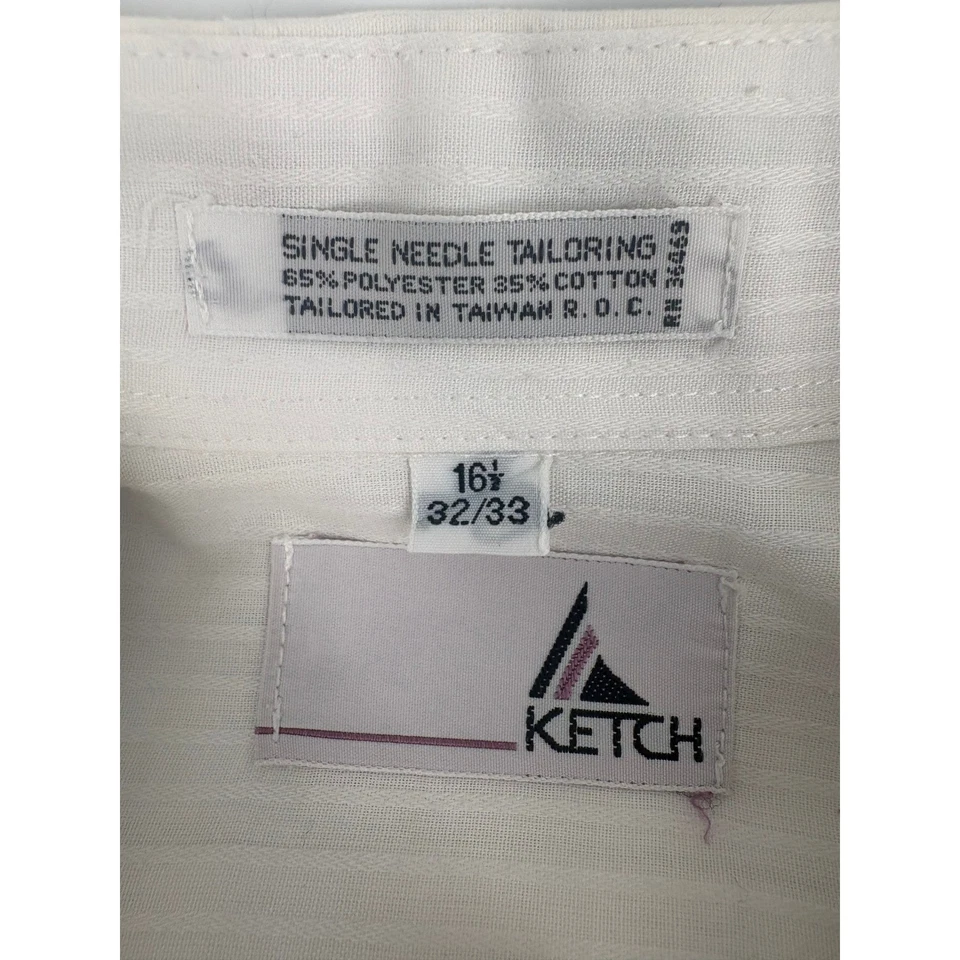 SINGLE NEEDLE TAILORING
65% POLYESTER 35% COTTON
TAILORED IN TAIWAN R.O.C.
RN 36469
16½
32/33
KETCH